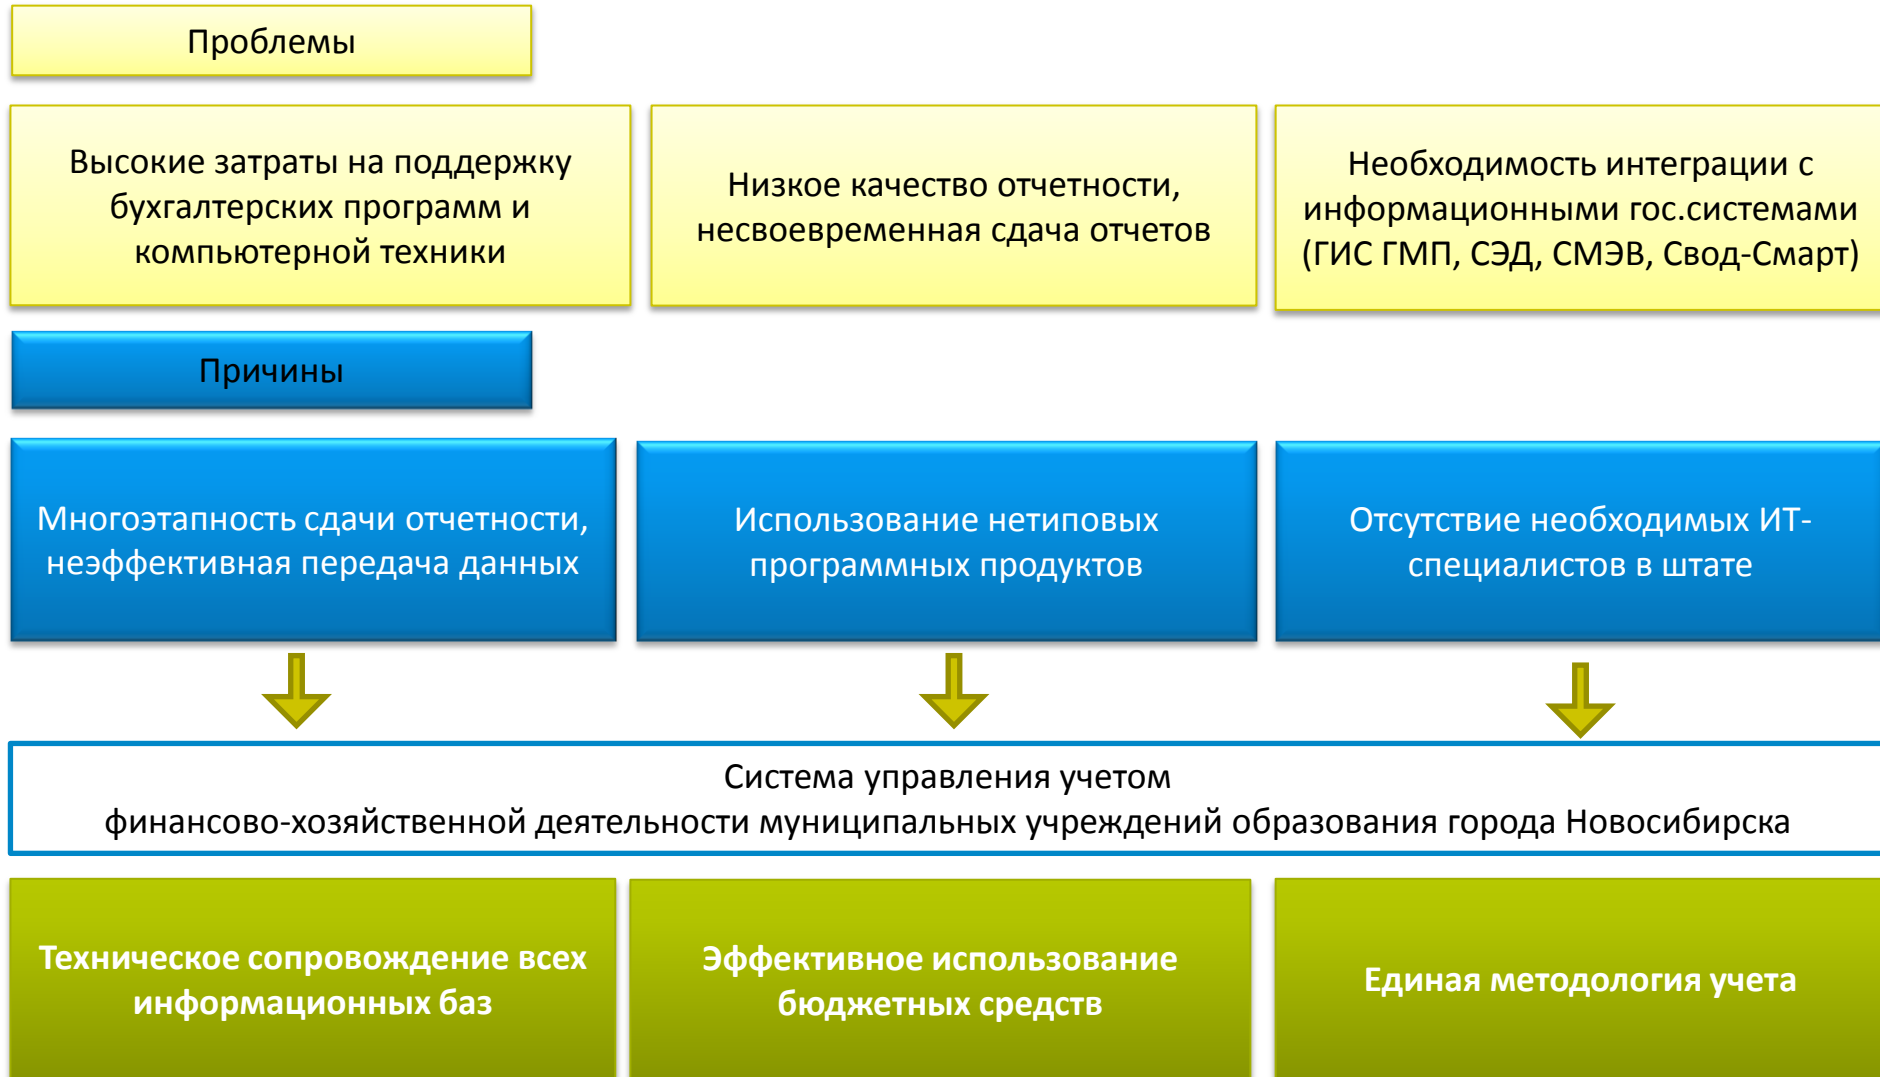 Проблемы
Высокие затраты на поддержку
бухгалтерских программ и
компьютерной техники
Низкое качество отчетности,
несвоевременная сдача отчетов
Необходимость интеграции с
информационными гос.системами
(ГИС ГМП, СЭД, СМЭВ, Свод-Смарт)
Причины
Многоэтапность сдачи отчетности,
неэффективная передача данных
Использование нетиповых
программных продуктов
Отсутствие необходимых ИТ-
специалистов в штате
Система управления учетом
финансово-хозяйственной деятельности муниципальных учреждений образования города Новосибирска
Техническое сопровождение всех
информационных баз
Эффективное использование
бюджетных средств
Единая методология учета